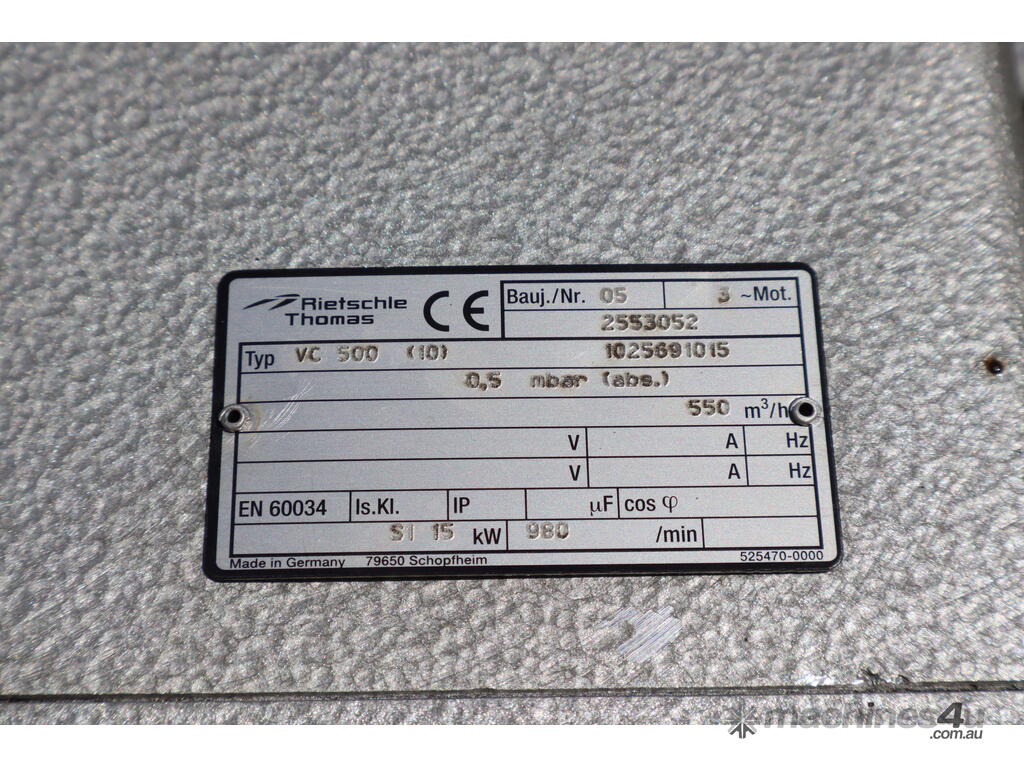 Rietschle
Thomas
CE
Bauj./Nr. 05 3 ~Mot.
2553052
Typ VC 500 (10) 1025691015
0,5 mbar (abs.)
550 m³/h
V A Hz
V A Hz
EN 60034 Is.Kl. IP µF cos φ
S1 15 kW 980 /min
Made in Germany 79650 Schopfheim 525470-0000
machines4u
.com.au